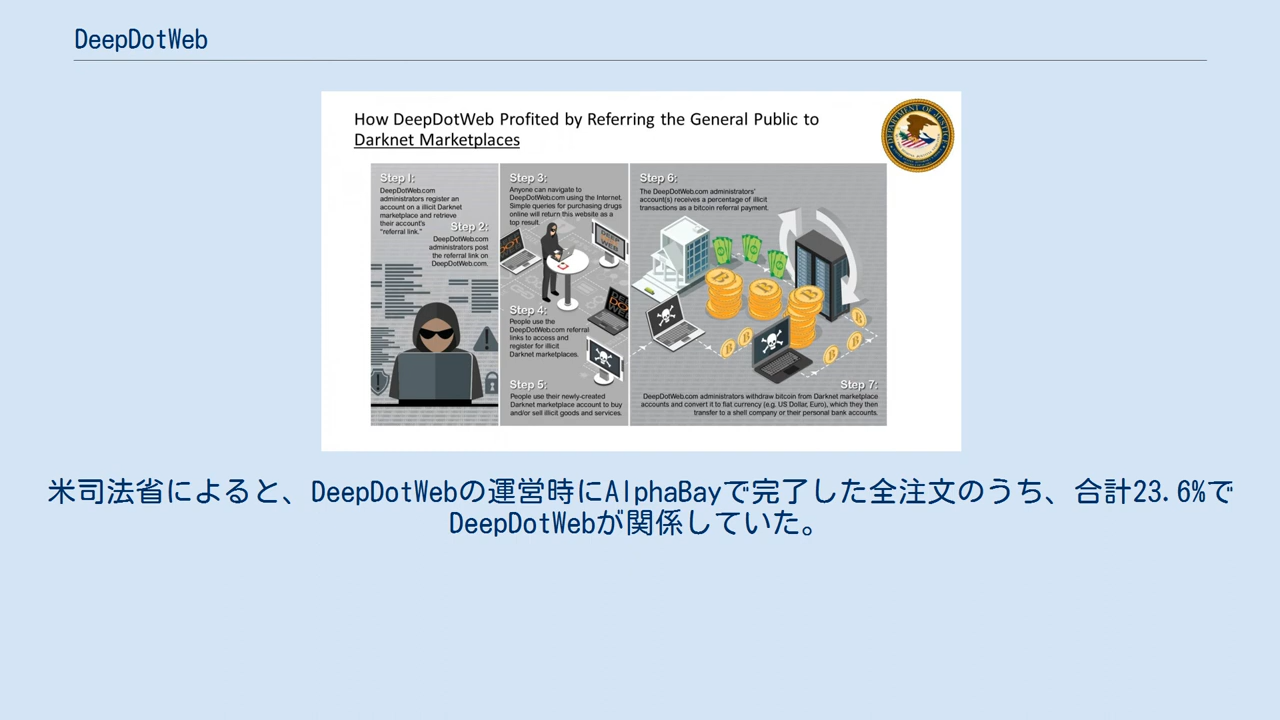 DeepDotWeb
How DeepDotWeb Profited by Referring the General Public to
Darknet Marketplaces
DEPARTMENT OF JUSTICE
Step 1:
DeepDotWeb.com
administrators register an
account on a illicit Darknet
marketplace and retrieve
their account's
"referral link."
Step 2:
DeepDotWeb.com
administrators post
the referral link on
DeepDotWeb.com.
Step 3:
Anyone can navigate to
DeepDotWeb.com using the Internet.
Simple queries for purchasing drugs
online will return this website as a
top result.
Step 4:
People use the
DeepDotWeb.com referral
links to access and
register for illicit
Darknet marketplaces.
Step 5:
People use their newly-created
Darknet marketplace account to buy
and/or sell illicit goods and services.
Step 6:
The DeepDotWeb.com administrators'
account(s) receives a percentage of illicit
transactions as a bitcoin referral payment.
Step 7:
DeepDotWeb.com administrators withdraw bitcoin from Darknet marketplace
accounts and convert it to fiat currency (e.g. US Dollar, Euro), which they then
transfer to a shell company or their personal bank accounts.
米司法省によると、DeepDotWebの運営時にAlphaBayで完了した全注文のうち、合計23.6%で
DeepDotWebが関係していた。